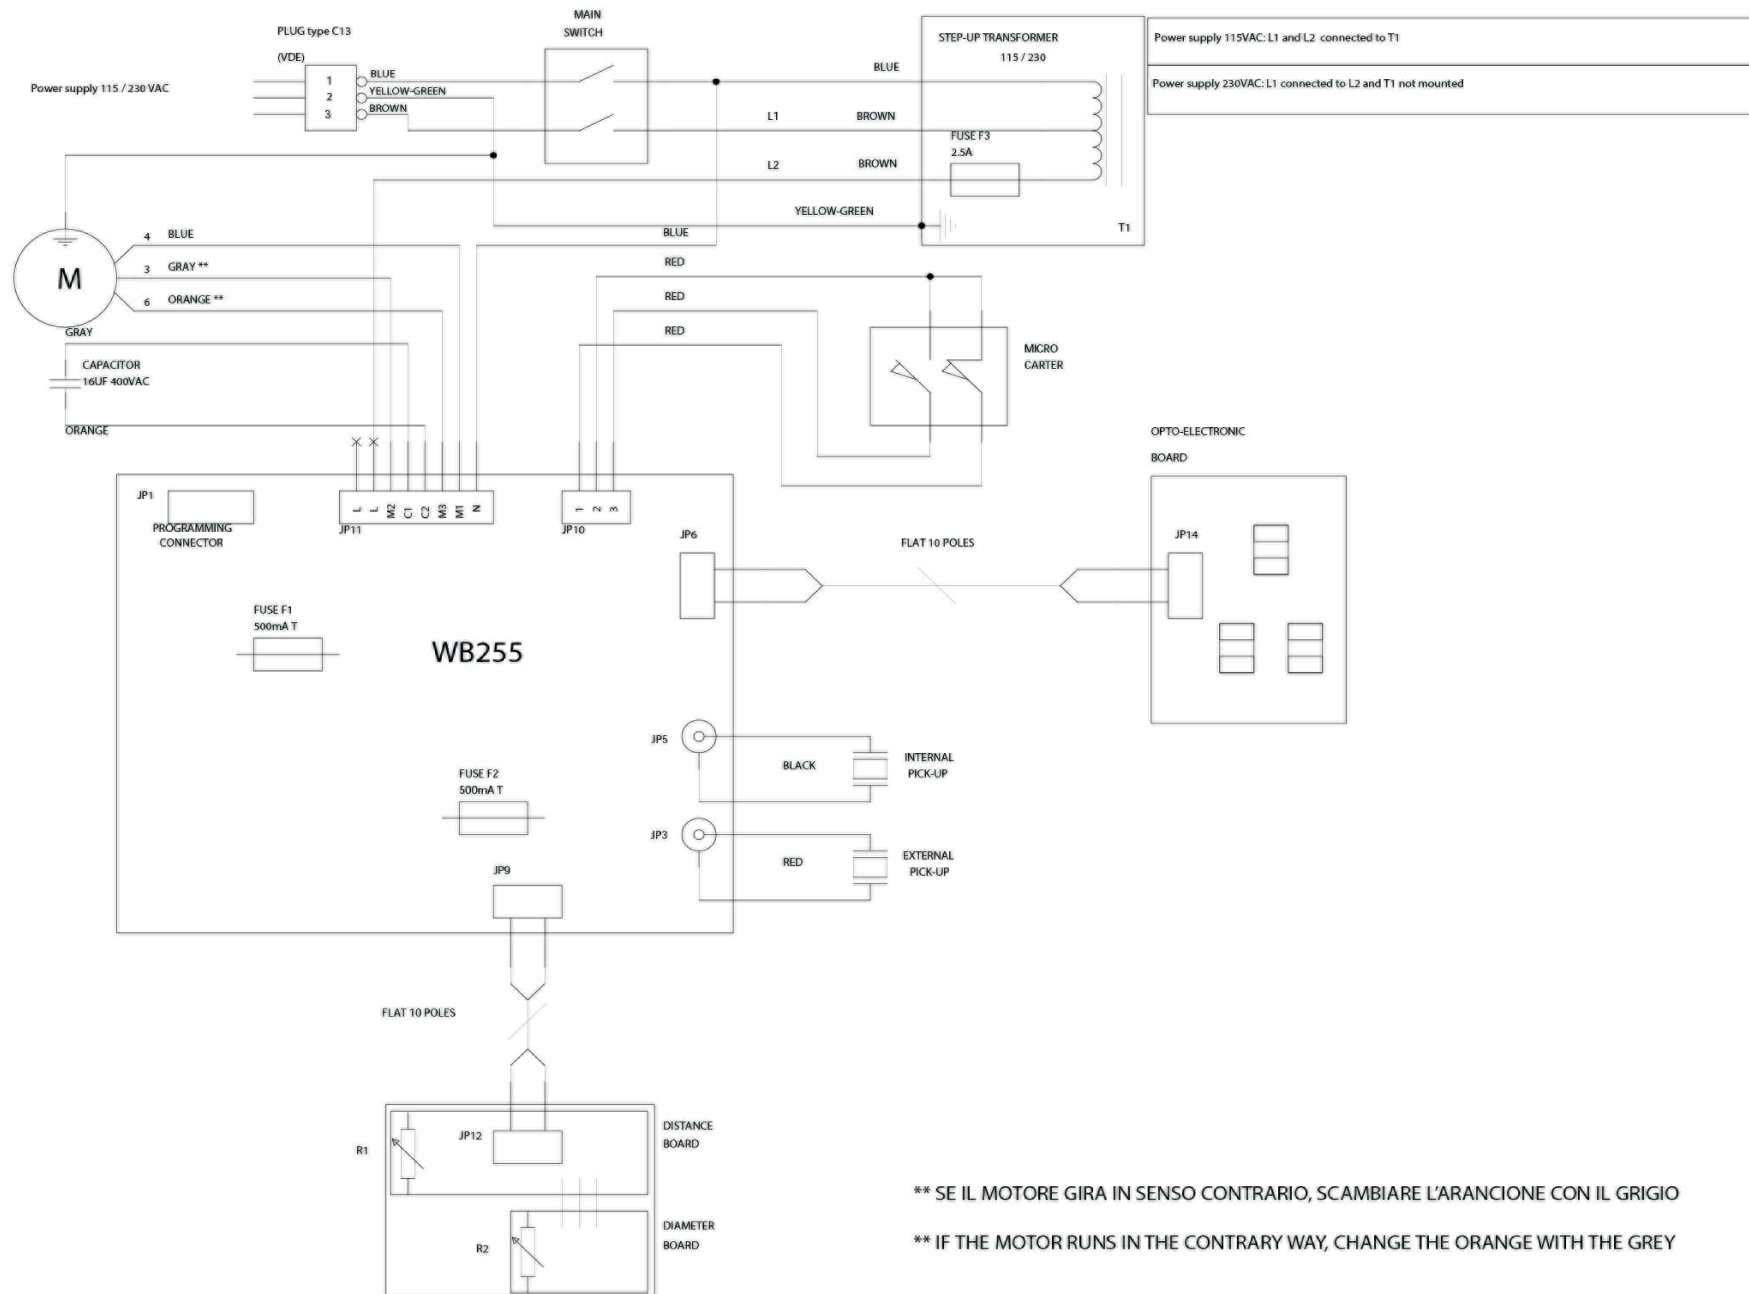 MAIN
SWITCH
PLUG type C13
(VDE)
Power supply 115 / 230 VAC
1
2
3
BLUE
YELLOW-GREEN
BROWN
STEP-UP TRANSFORMER
115 / 230
Power supply 115VAC: L1 and L2 connected to T1
Power supply 230VAC: L1 connected to L2 and T1 not mounted
BLUE
L1
BROWN
FUSE F3
2.5A
L2
BROWN
YELLOW-GREEN
T1
BLUE
M
4
BLUE
3
GRAY **
6
ORANGE **
GRAY
CAPACITOR
16UF 400VAC
ORANGE
RED
RED
RED
MICRO
CARTER
OPTO-ELECTRONIC
BOARD
JP1
PROGRAMMING
CONNECTOR
L
L
M2
C1
C2
M3
M1
N
JP11
1
2
3
JP10
JP6
FLAT 10 POLES
JP14
FUSE F1
500mA T
WB255
JP5
BLACK
INTERNAL
PICK-UP
FUSE F2
500mA T
JP3
RED
EXTERNAL
PICK-UP
JP9
FLAT 10 POLES
R1
JP12
DISTANCE
BOARD
R2
DIAMETER
BOARD
** SE IL MOTORE GIRA IN SENSO CONTRARIO, SCAMBIARE L'ARANCIONE CON IL GRIGIO
** IF THE MOTOR RUNS IN THE CONTRARY WAY, CHANGE THE ORANGE WITH THE GREY